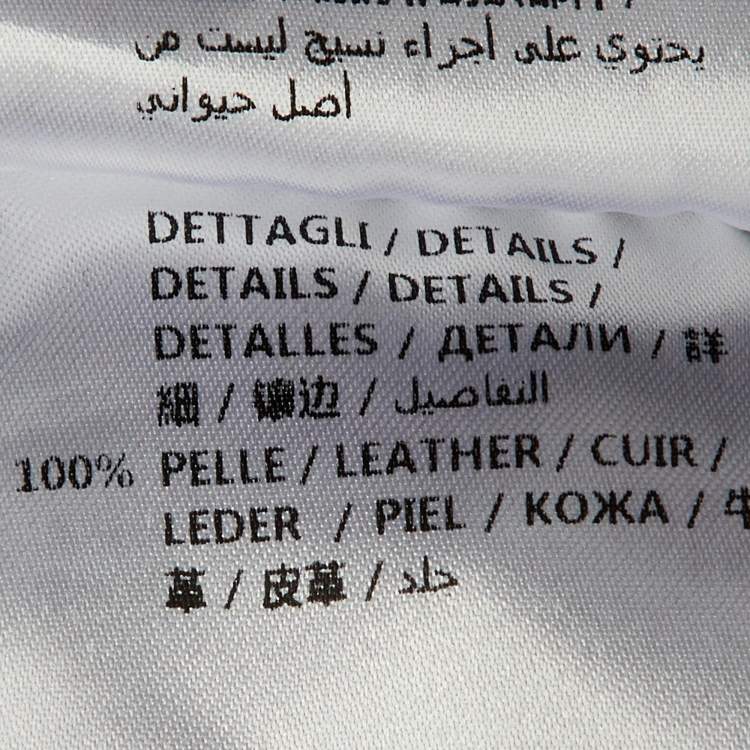 يحتوي على أجزاء نسيج ليست من
أصل حيواني
DETTAGLI / DETAILS /
DETAILS / DETAILS /
DETALLES / ДЕТАЛИ / 詳
細 / 镶边 / التفاصيل
100% PELLE / LEATHER / CUIR /
LEDER / PIEL / КОЖА / 牛
革 / 皮革 / جلد